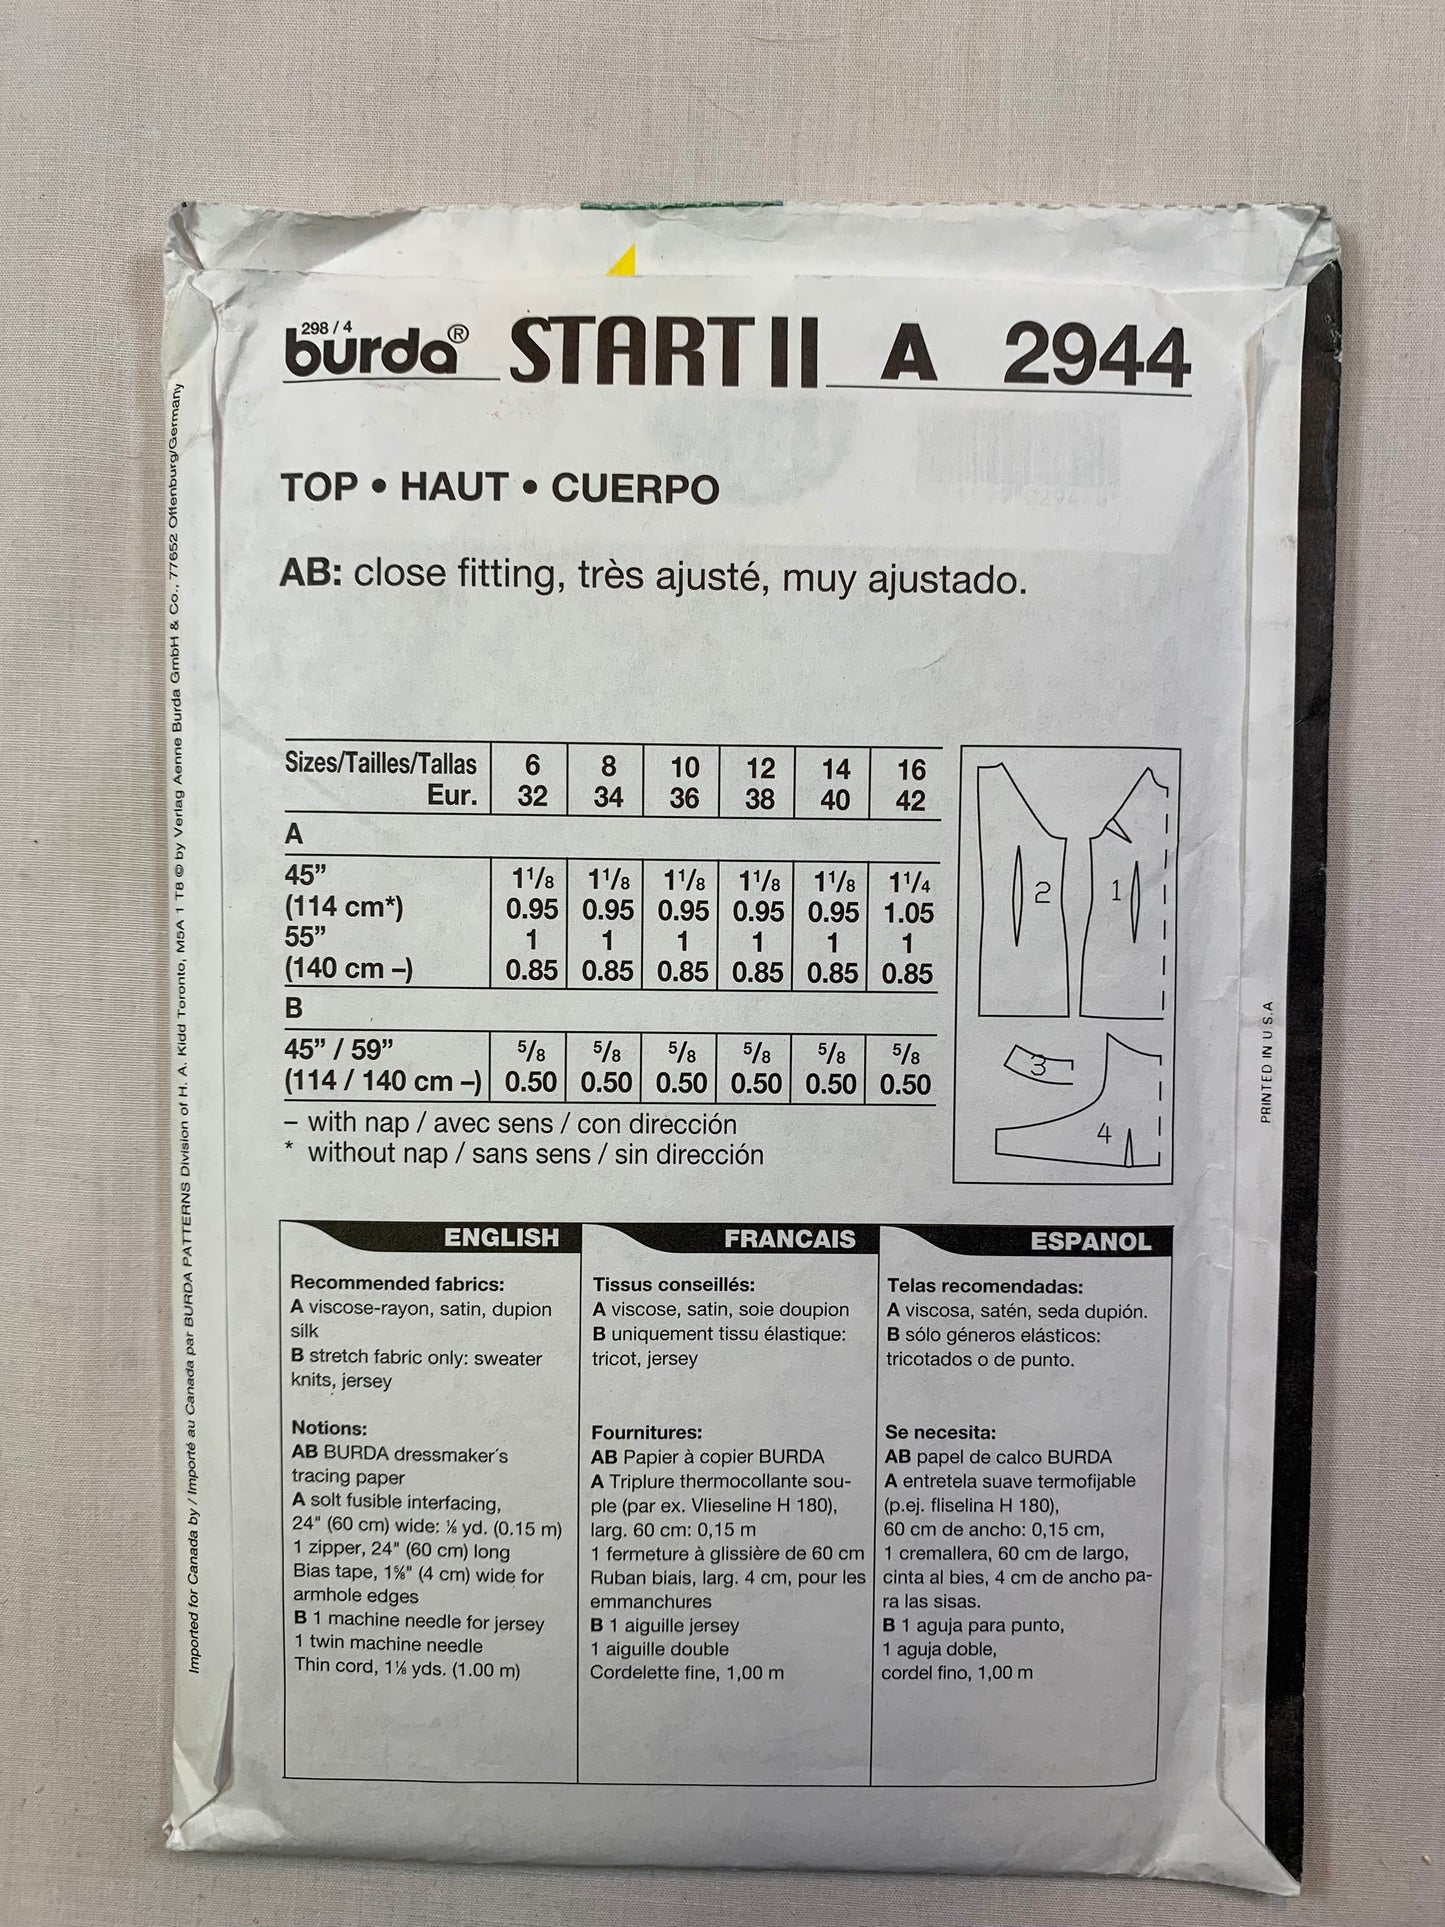 298 / 4
burda® START II A 2944
TOP • HAUT • CUERPO
AB: close fitting, très ajusté, muy ajustado.
Sizes/Tailles/Tallas 6 8 10 12 14 16
Eur. 32 34 36 38 40 42
A
45” 1 1/8 1 1/8 1 1/8 1 1/8 1 1/8 1 1/4
(114 cm*) 0.95 0.95 0.95 0.95 0.95 1.05
55” 1 1 1 1 1 1
(140 cm –) 0.85 0.85 0.85 0.85 0.85 0.85
B
45” / 59” 5/8 5/8 5/8 5/8 5/8 5/8
(114 / 140 cm –) 0.50 0.50 0.50 0.50 0.50 0.50
– with nap / avec sens / con dirección
* without nap / sans sens / sin dirección
2 1
3
4
ENGLISH
Recommended fabrics:
A viscose-rayon, satin, dupion
silk
B stretch fabric only: sweater
knits, jersey
Notions:
AB BURDA dressmaker´s
tracing paper
A solt fusible interfacing,
24" (60 cm) wide: ⅛ yd. (0.15 m)
1 zipper, 24" (60 cm) long
Bias tape, 1⅝" (4 cm) wide for
armhole edges
B 1 machine needle for jersey
1 twin machine needle
Thin cord, 1⅛ yds. (1.00 m)
FRANCAIS
Tissus conseillés:
A viscose, satin, soie doupion
B uniquement tissu élastique:
tricot, jersey
Fournitures:
AB Papier à copier BURDA
A Triplure thermocollante sou-
ple (par ex. Vlieseline H 180),
larg. 60 cm: 0,15 m
1 fermeture à glissière de 60 cm
Ruban biais, larg. 4 cm, pour les
emmanchures
B 1 aiguille jersey
1 aiguille double
Cordelette fine, 1,00 m
ESPANOL
Telas recomendadas:
A viscosa, satén, seda dupión.
B sólo géneros elásticos:
tricotados o de punto.
Se necesita:
AB papel de calco BURDA
A entretela suave termofijable
(p.ej. fliselina H 180),
60 cm de ancho: 0,15 cm,
1 cremallera, 60 cm de largo,
cinta al bies, 4 cm de ancho pa-
ra las sisas.
B 1 aguja para punto,
1 aguja doble,
cordel fino, 1,00 m
Imported for Canada by / Importé au Canada par BURDA PATTERNS Division of H. A. Kidd Toronto, M5A 1 T8 © by Verlag Aenne Burda GmbH & Co., 77652 Offenburg/Germany
PRINTED IN U.S.A